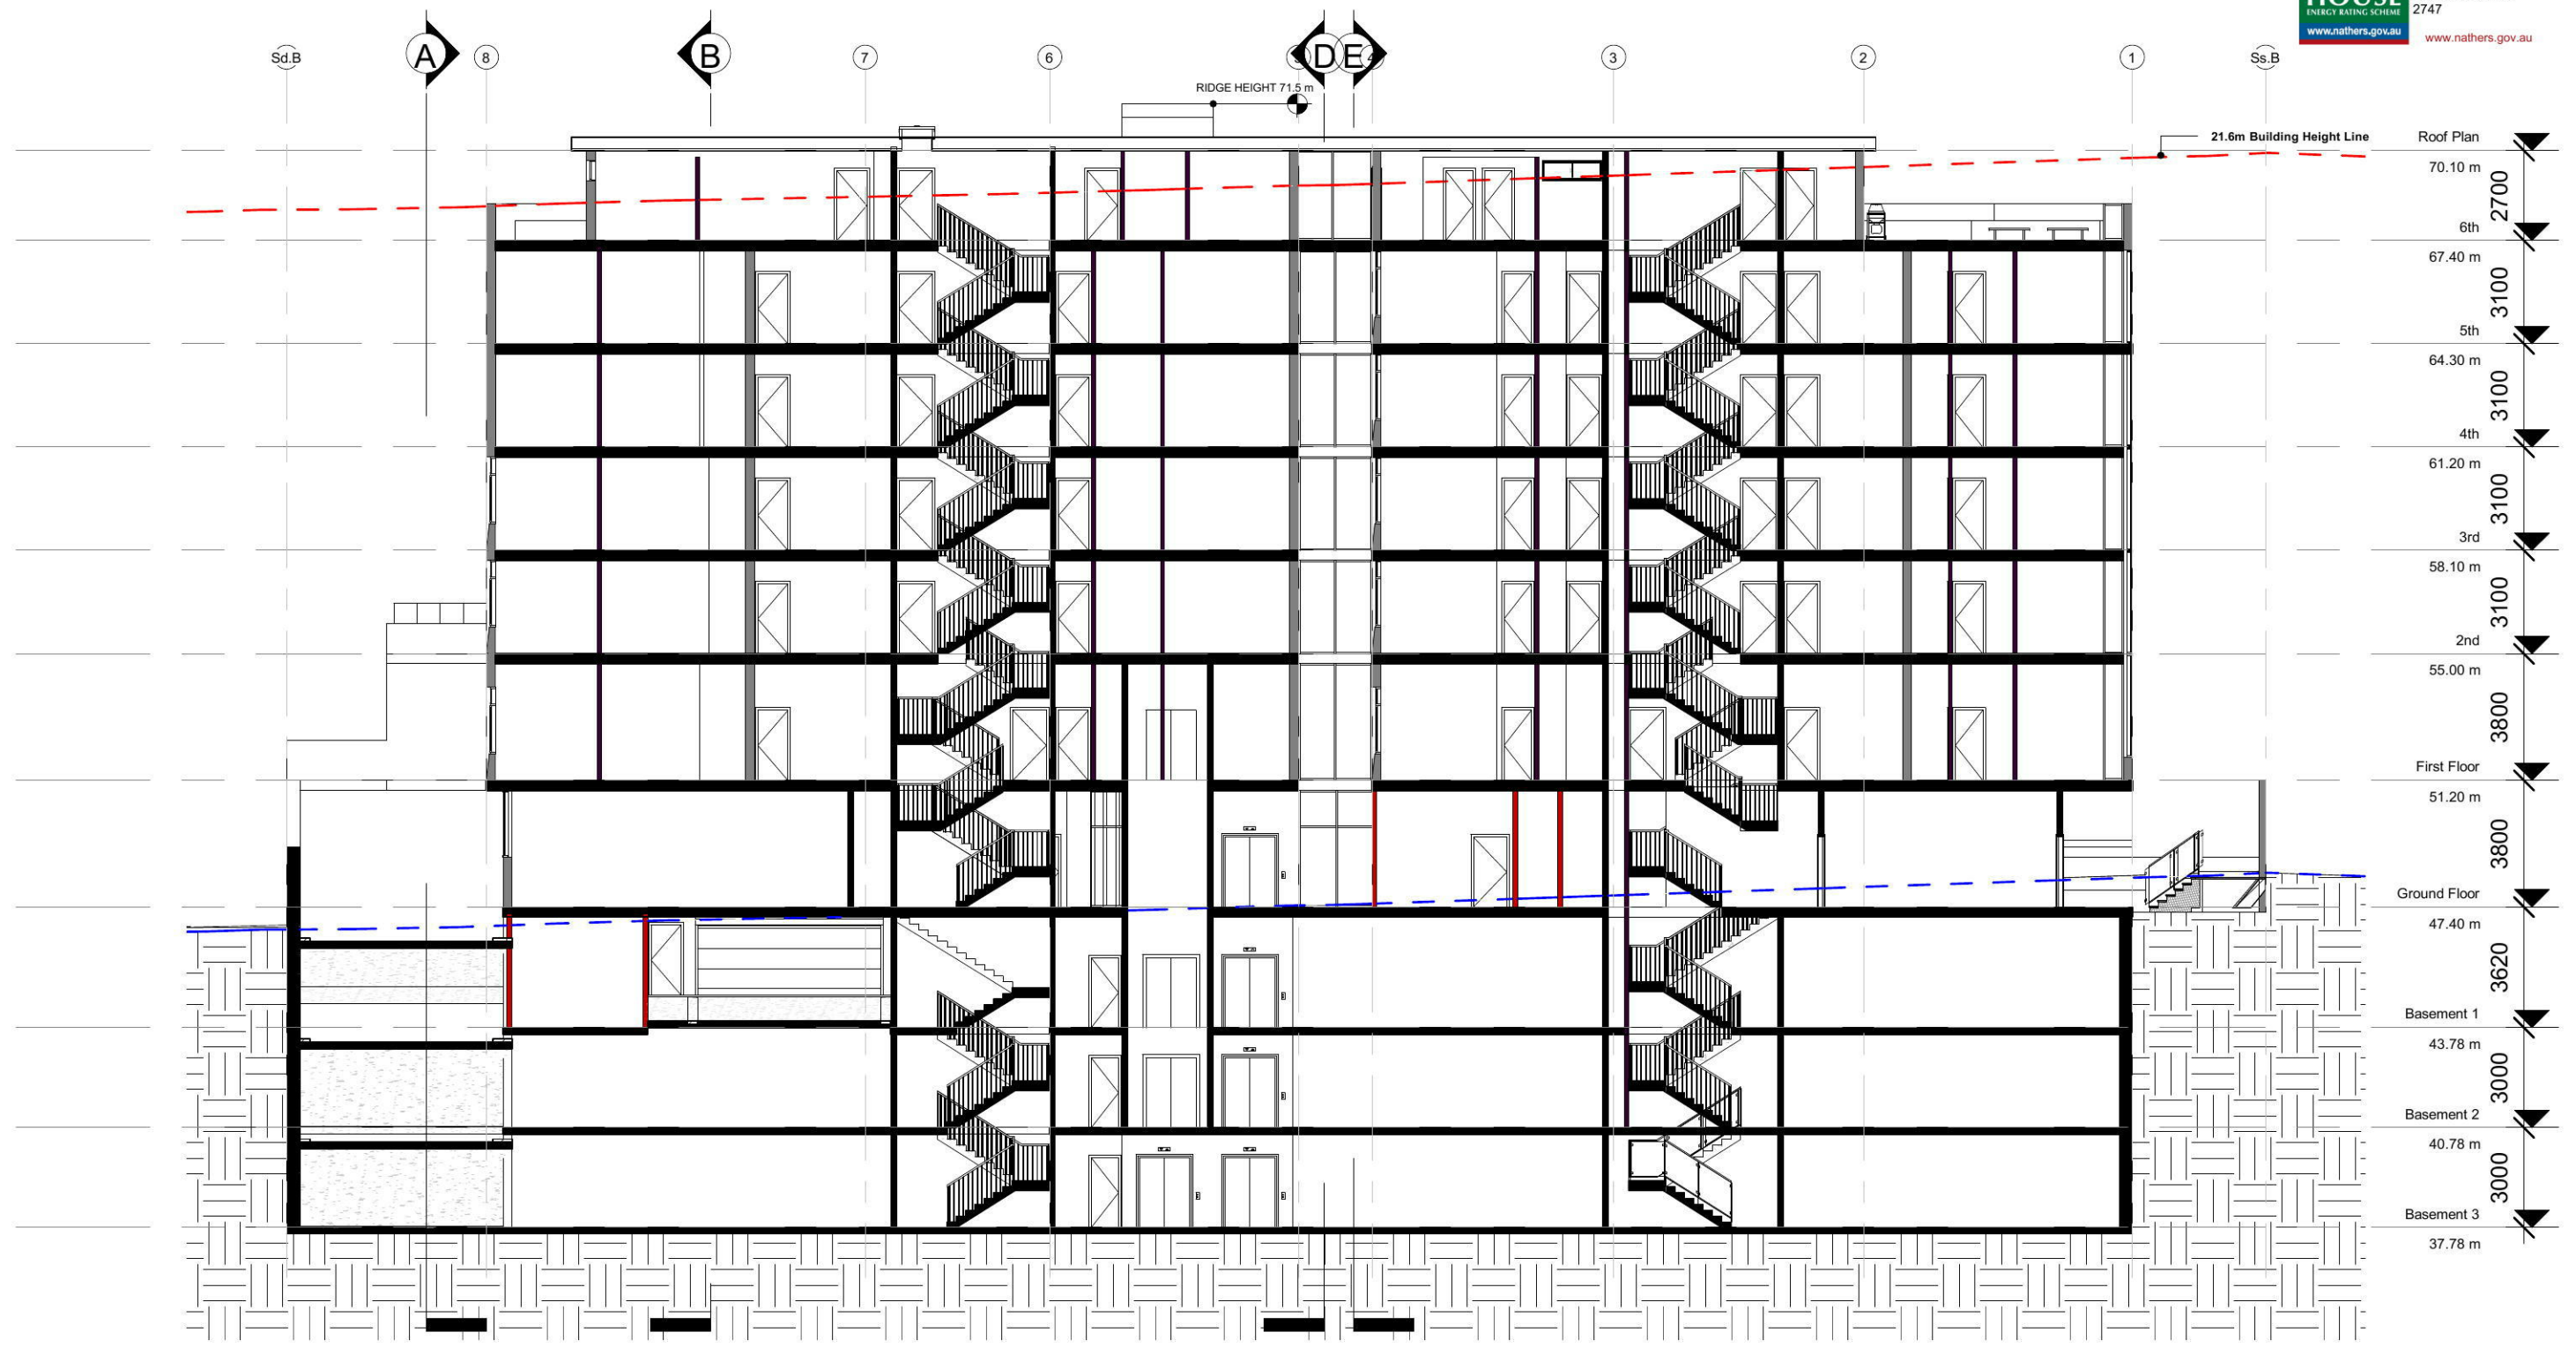 HOUSE
ENERGY RATING SCHEME
www.nathers.gov.au
2747
www.nathers.gov.au
Sd.B
A
8
B
7
6
D
E
3
2
1
Ss.B
RIDGE HEIGHT 71.5 m
21.6m Building Height Line
Roof Plan
70.10 m
2700
6th
67.40 m
3100
5th
64.30 m
3100
4th
61.20 m
3100
3rd
58.10 m
3100
2nd
55.00 m
3800
First Floor
51.20 m
3800
Ground Floor
47.40 m
3620
Basement 1
43.78 m
3000
Basement 2
40.78 m
3000
Basement 3
37.78 m